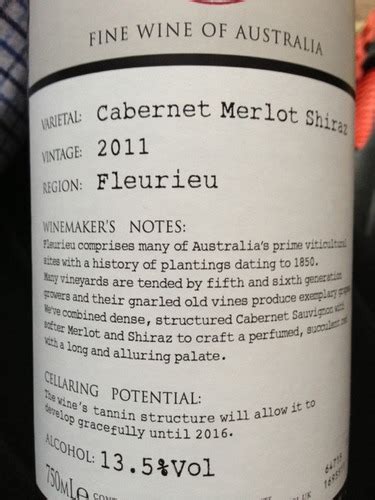 FINE WINE OF AUSTRALIA
VARIETAL: Cabernet Merlot Shiraz
VINTAGE: 2011
REGION: Fleurieu
WINEMAKER'S NOTES:
Fleurieu comprises many of Australia's prime viticultural
sites with a history of plantings dating to 1850.
Many vineyards are tended by fifth and sixth generation
growers and their gnarled old vines produce exemplary
We've combined dense, structured Cabernet Sauvignon with
softer Merlot and Shiraz to craft a perfumed, succulent
with a long and alluring palate.
CELLARING POTENTIAL:
The wine's tannin structure will allow it to
develop gracefully until 2016.
ALCOHOL: 13.5%Vol
750ML